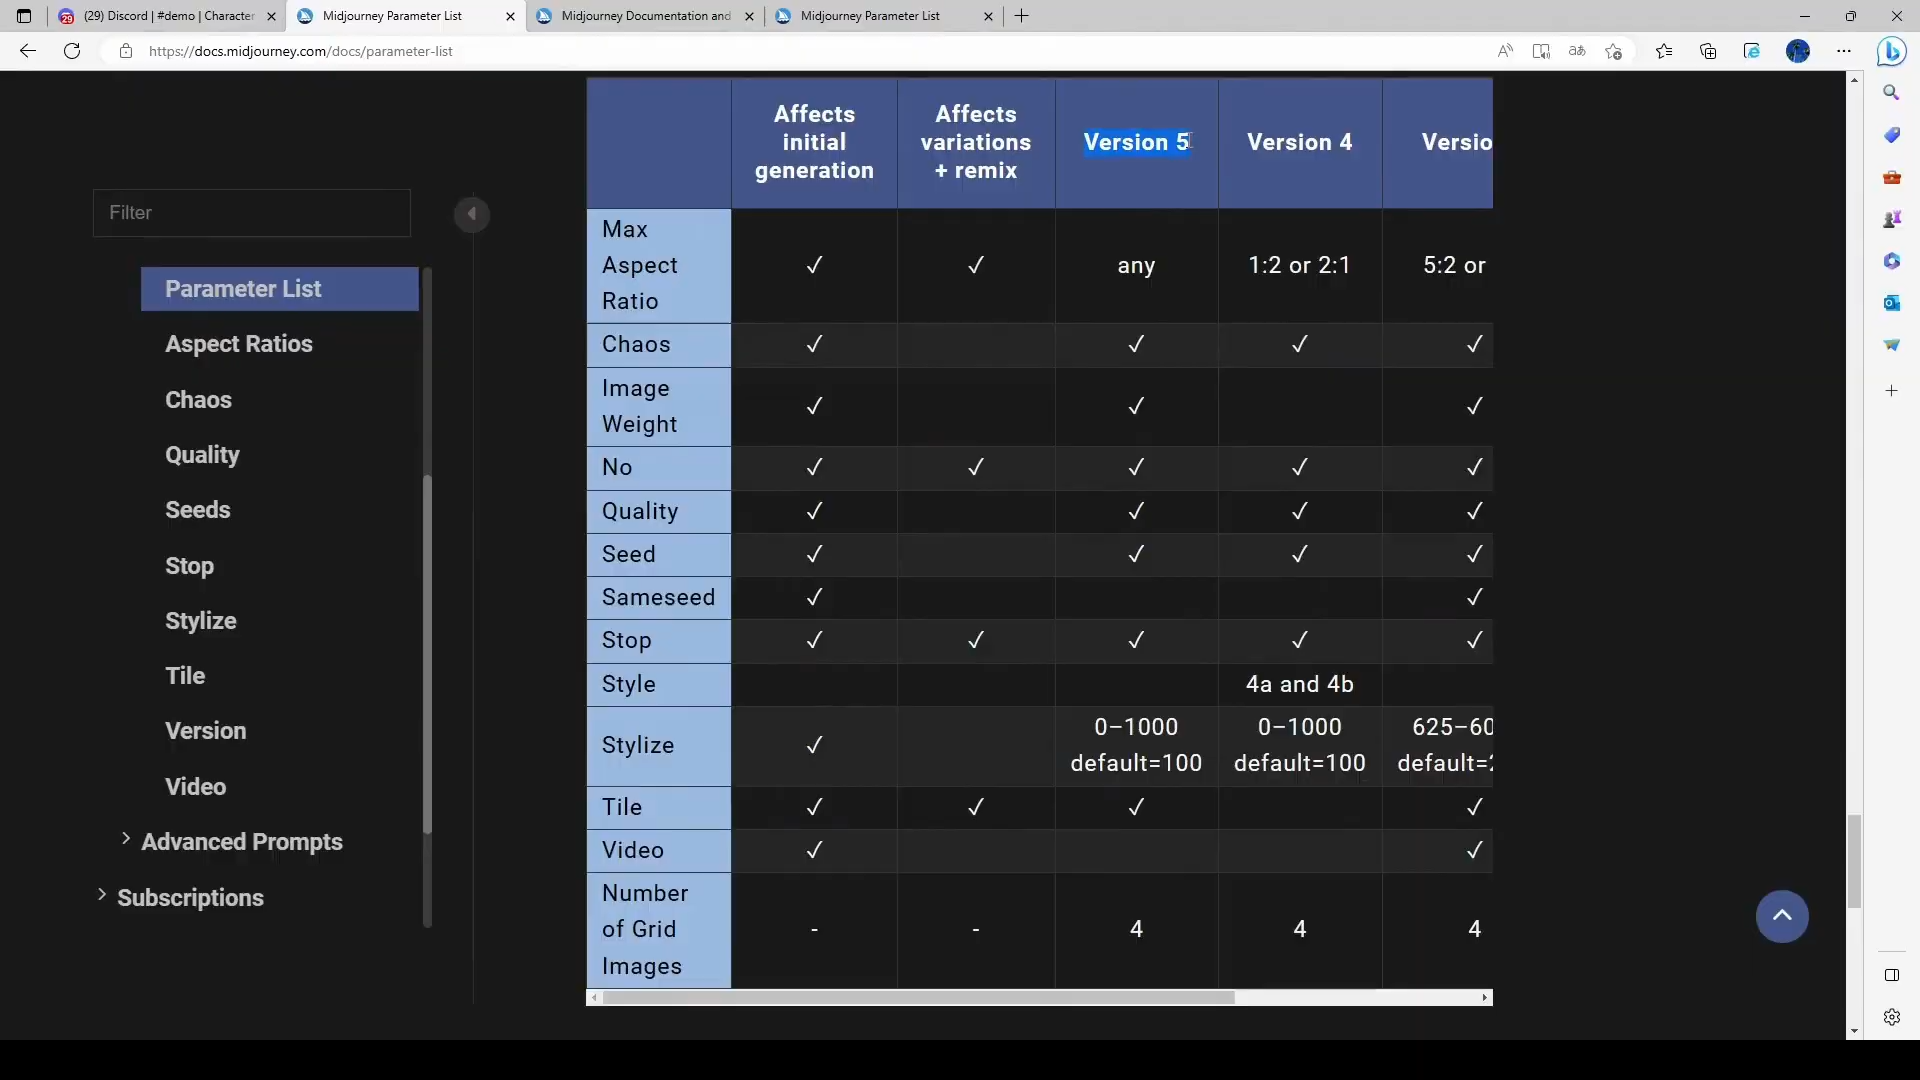 (29) Discord | #demo | Character
Midjourney Parameter List
Midjourney Documentation and
Midjourney Parameter List
https://docs.midjourney.com/docs/parameter-list
Filter
Parameter List
Aspect Ratios
Chaos
Quality
Seeds
Stop
Stylize
Tile
Version
Video
Advanced Prompts
Subscriptions
Affects
initial
generation
Affects
variations
+ remix
Version 5
Version 4
Versio
Max
Aspect
Ratio
✓ ✓ any 1:2 or 2:1 5:2 or
Chaos ✓ ✓ ✓ ✓
Image
Weight
✓ ✓ ✓
No ✓ ✓ ✓ ✓ ✓
Quality ✓ ✓ ✓ ✓
Seed ✓ ✓ ✓ ✓
Sameseed ✓ ✓
Stop ✓ ✓ ✓ ✓ ✓
Style 4a and 4b
Stylize ✓
0–1000
default=100
0–1000
default=100
625–60
default=2
Tile ✓ ✓ ✓ ✓
Video ✓ ✓
Number
of Grid
Images
- - 4 4 4